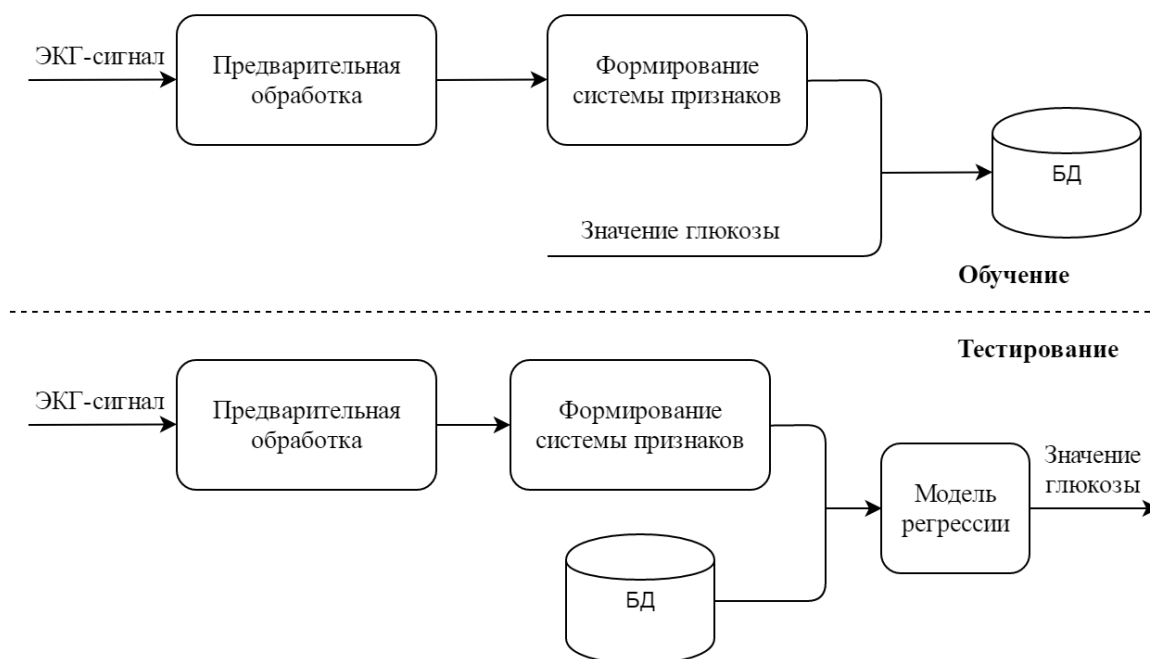 ЭКГ-сигнал
Предварительная
обработка
Формирование
системы признаков
БД
Значение глюкозы
Обучение
Тестирование
ЭКГ-сигнал
Предварительная
обработка
Формирование
системы признаков
Модель
регрессии
Значение
глюкозы
БД